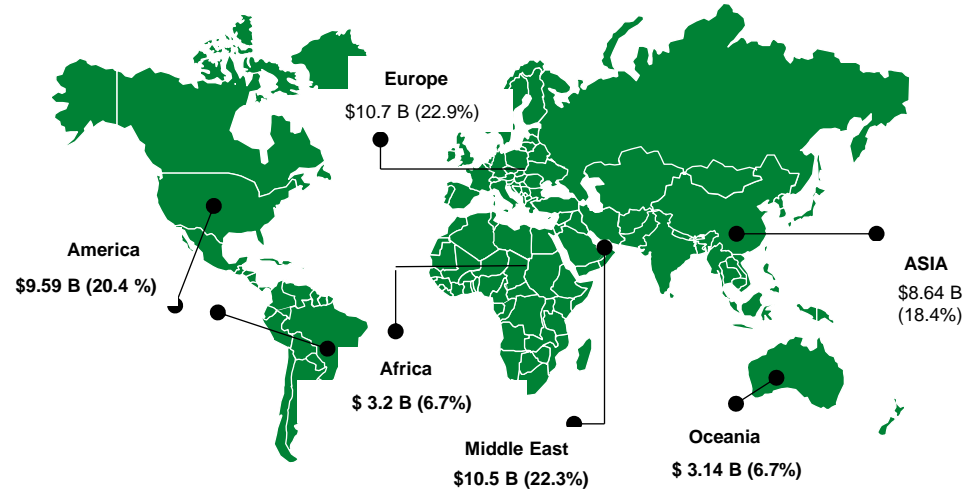 Europe
$10.7 B (22.9%)
America
$9.59 B (20.4 %)
ASIA
$8.64 B
(18.4%)
Africa
$ 3.2 B (6.7%)
Middle East
$10.5 B (22.3%)
Oceania
$ 3.14 B (6.7%)